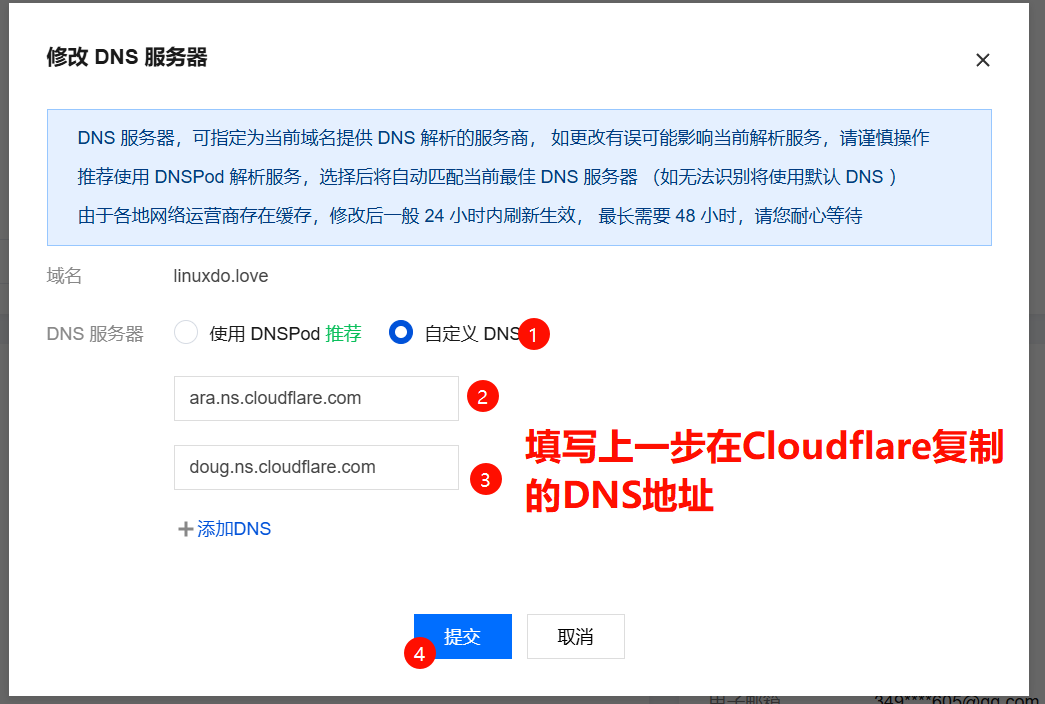 修改 DNS 服务器
DNS 服务器，可指定为当前域名提供 DNS 解析的服务商， 如更改有误可能影响当前解析服务，请谨慎操作
推荐使用 DNSPod 解析服务，选择后将自动匹配当前最佳 DNS 服务器 （如无法识别将使用默认 DNS ）
由于各地网络运营商存在缓存，修改后一般 24 小时内刷新生效， 最长需要 48 小时，请您耐心等待
域名 linuxdo.love
DNS 服务器 使用 DNSPod 推荐 自定义 DNS 1
ara.ns.cloudflare.com 2
doug.ns.cloudflare.com 3
填写上一步在Cloudflare复制
的DNS地址
添加DNS
提交 取消
4
电子邮箱 349****605@qq.com